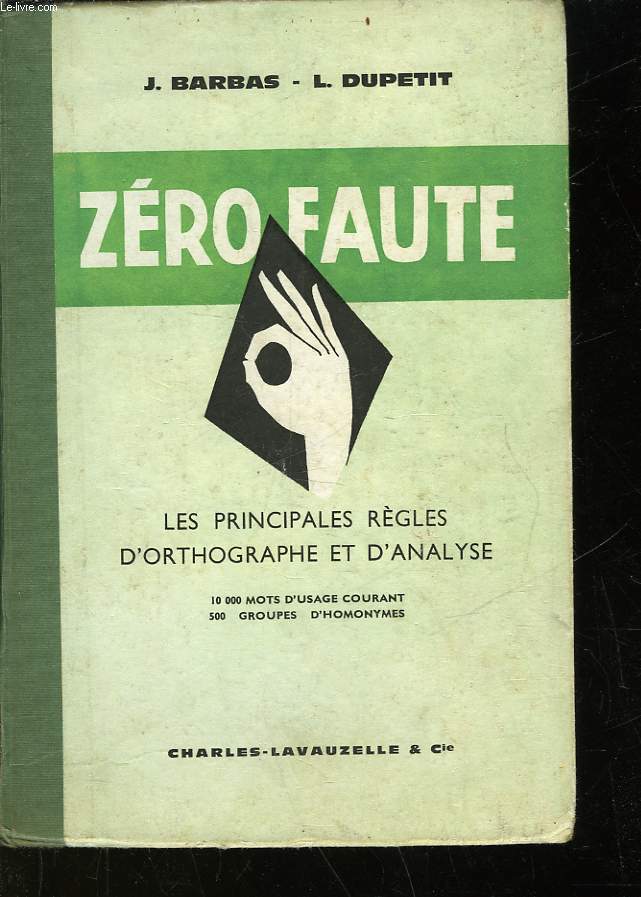 Le-livre.com
J. BARBAS - L. DUPETIT
ZÉRO FAUTE
LES PRINCIPALES RÈGLES
D'ORTHOGRAPHE ET D'ANALYSE
10 000 MOTS D'USAGE COURANT
500 GROUPES D'HOMONYMES
CHARLES-LAVAUZELLE & Cie